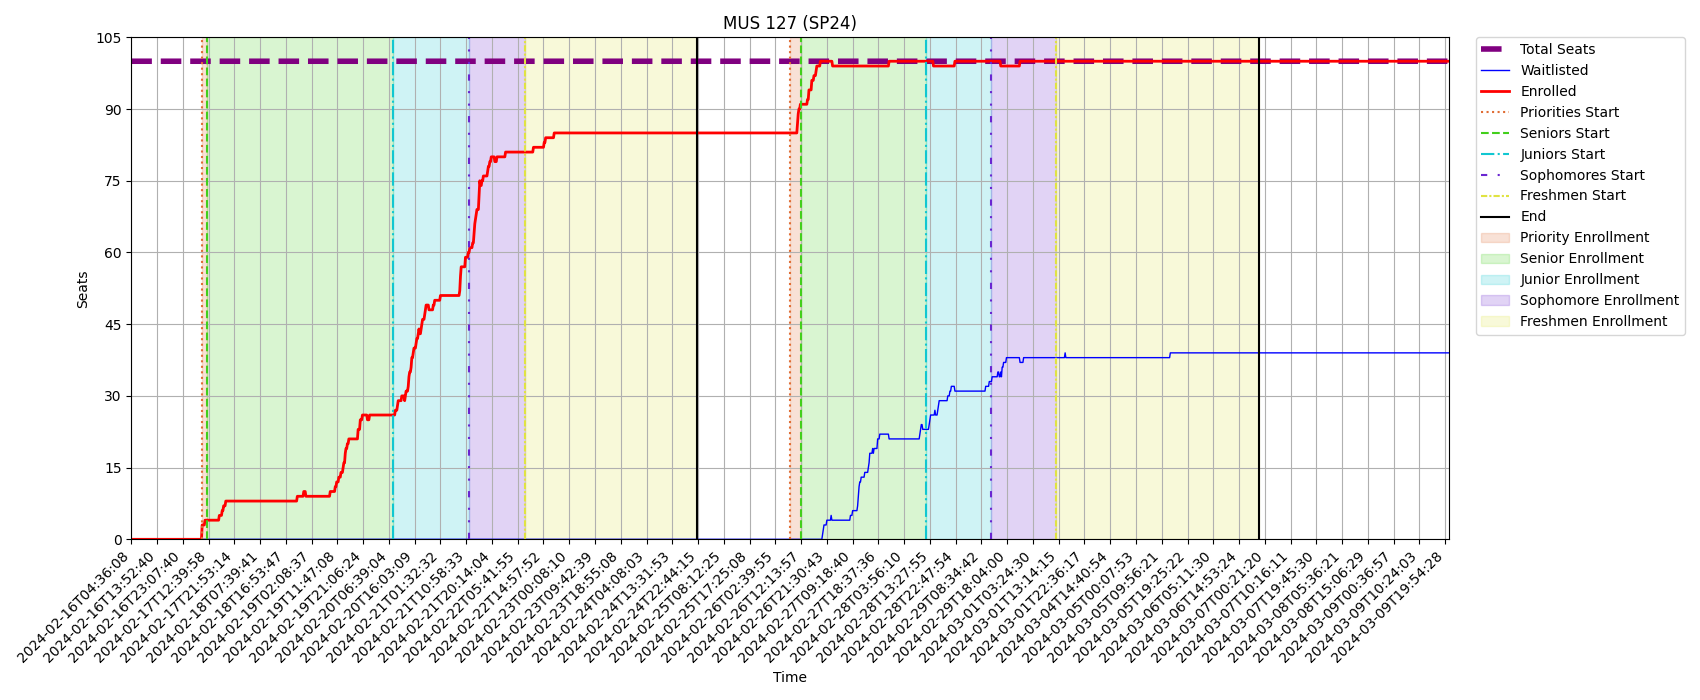 MUS 127 (SP24)
105
90
75
60
45
30
15
0
Seats
2024-02-16T04:36:08
2024-02-16T13:52:40
2024-02-16T23:07:40
2024-02-17T12:39:58
2024-02-17T21:53:14
2024-02-18T07:39:41
2024-02-18T16:53:47
2024-02-19T02:08:37
2024-02-19T11:47:08
2024-02-19T21:06:24
2024-02-20T06:39:04
2024-02-20T16:03:09
2024-02-21T01:32:32
2024-02-21T10:58:33
2024-02-21T20:14:04
2024-02-22T05:41:55
2024-02-22T14:57:52
2024-02-23T00:08:10
2024-02-23T09:42:39
2024-02-23T18:55:08
2024-02-24T04:08:03
2024-02-24T13:31:53
2024-02-24T22:44:15
2024-02-25T08:12:25
2024-02-25T17:25:08
2024-02-26T02:39:55
2024-02-26T12:13:57
2024-02-26T21:30:43
2024-02-27T09:18:40
2024-02-27T18:37:36
2024-02-28T03:56:10
2024-02-28T13:27:55
2024-02-28T22:47:54
2024-02-29T08:34:42
2024-02-29T18:04:00
2024-03-01T03:24:30
2024-03-01T13:14:15
2024-03-01T22:36:17
2024-03-04T14:40:54
2024-03-05T00:07:53
2024-03-05T09:56:21
2024-03-05T19:25:22
2024-03-06T05:11:30
2024-03-06T14:53:24
2024-03-07T00:21:20
2024-03-07T10:16:11
2024-03-07T19:45:30
2024-03-08T05:36:21
2024-03-08T15:06:29
2024-03-09T00:36:57
2024-03-09T10:24:03
2024-03-09T19:54:28
Time
Total Seats
Waitlisted
Enrolled
Priorities Start
Seniors Start
Juniors Start
Sophomores Start
Freshmen Start
End
Priority Enrollment
Senior Enrollment
Junior Enrollment
Sophomore Enrollment
Freshmen Enrollment